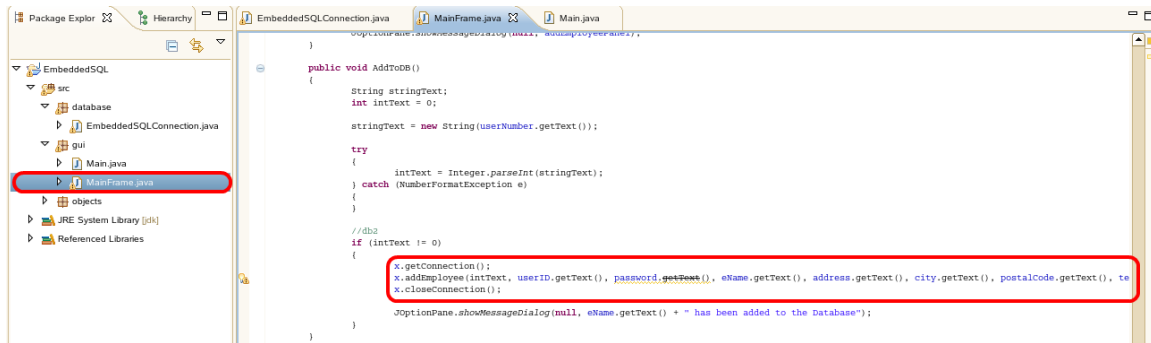 Package Explor Hierarchy
EmbeddedSQLConnection.java MainFrame.java Main.java
EmbeddedSQL
src
database
EmbeddedSQLConnection.java
gui
Main.java
MainFrame.java
objects
JRE System Library [jdk]
Referenced Libraries
JOptionPane.showMessageDialog(null, addEmployeePanel);
}
public void AddToDB()
{
String stringText;
int intText = 0;
stringText = new String(userNumber.getText());
try
{
intText = Integer.parseInt(stringText);
} catch (NumberFormatException e)
{
}
//db2
if (intText != 0)
{
x.getConnection();
x.addEmployee(intText, userID.getText(), password.getText(), eName.getText(), address.getText(), city.getText(), postalCode.getText(), te
x.closeConnection();
JOptionPane.showMessageDialog(null, eName.getText() + " has been added to the Database");
}
}